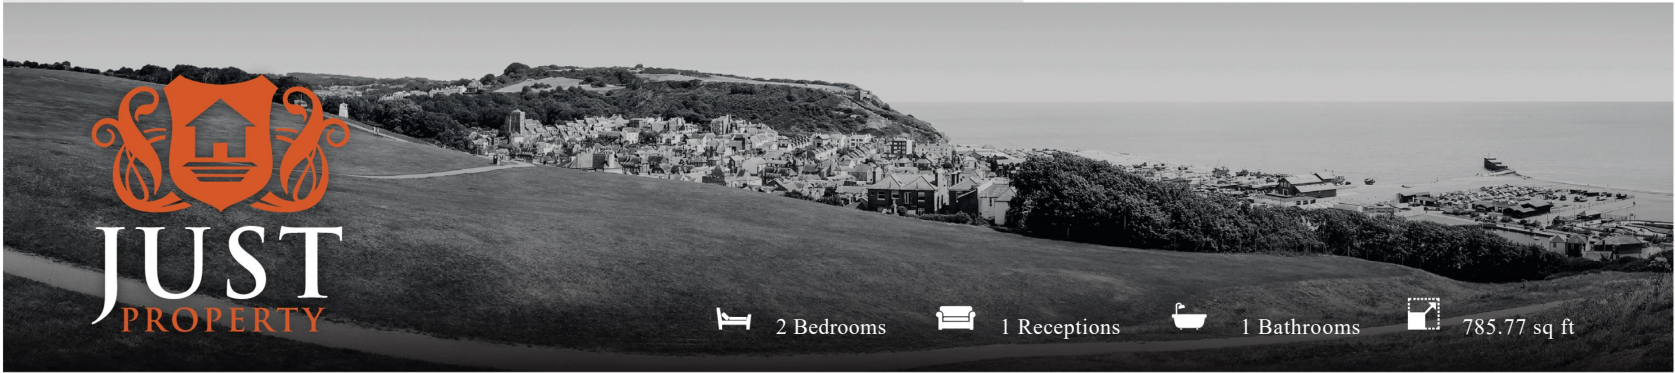 JUST
PROPERTY
2 Bedrooms
1 Receptions
1 Bathrooms
785.77 sq ft